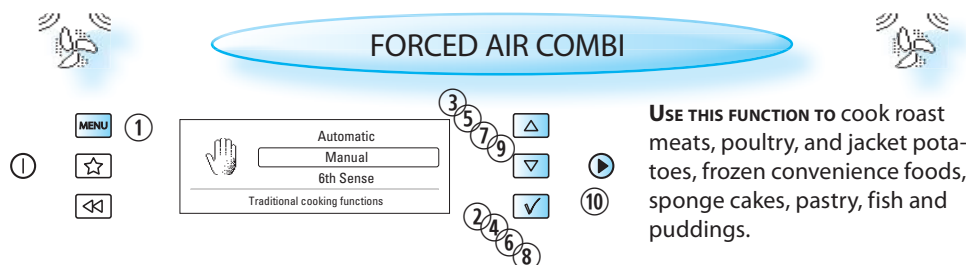 FORCED AIR COMBI
MENU
①
Automatic
Manual
6th Sense
Traditional cooking functions
③
⑤
⑦
⑨
②
④
⑥
⑧
⑩
USE THIS FUNCTION TO cook roast
meats, poultry, and jacket pota-
toes, frozen convenience foods,
sponge cakes, pastry, fish and
puddings.